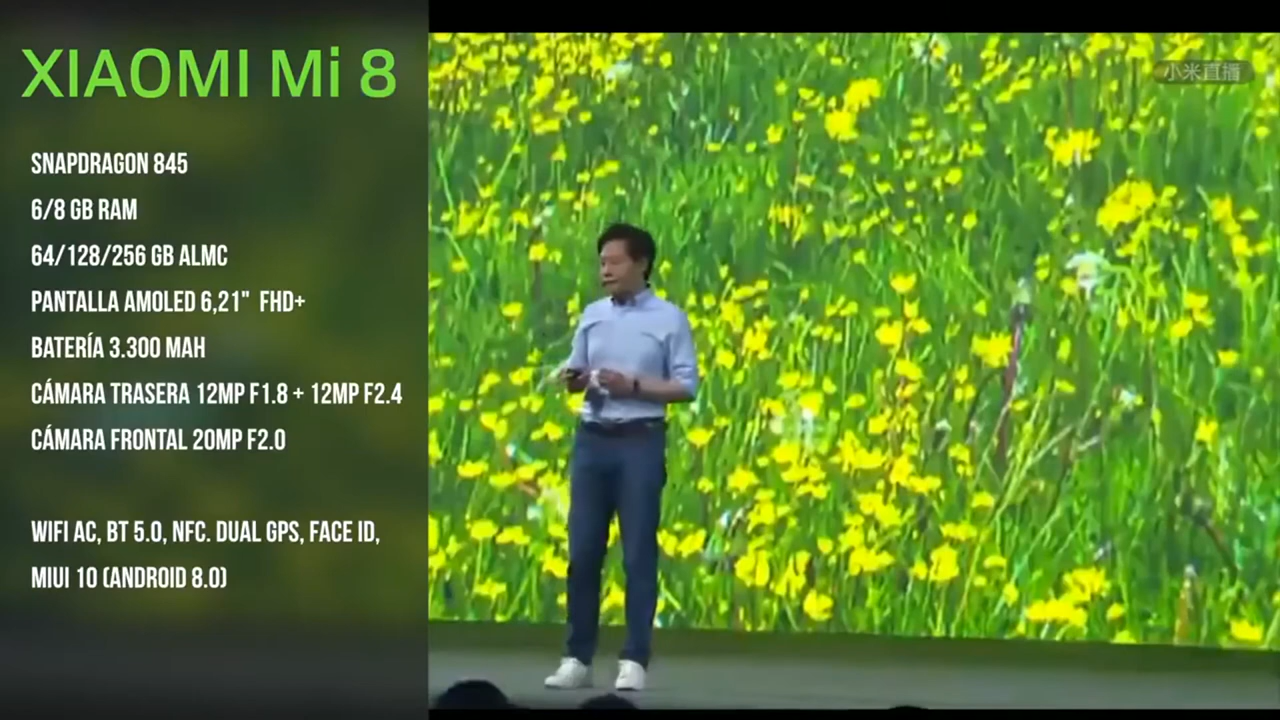 XIAOMI Mi 8
SNAPDRAGON 845
6/8 GB RAM
64/128/256 GB ALMC
PANTALLA AMOLED 6,21" FHD+
BATERÍA 3.300 MAH
CÁMARA TRASERA 12MP F1.8 + 12MP F2.4
CÁMARA FRONTAL 20MP F2.0
WIFI AC, BT 5.0, NFC. DUAL GPS, FACE ID,
MIUI 10 (ANDROID 8.0)
小米直播